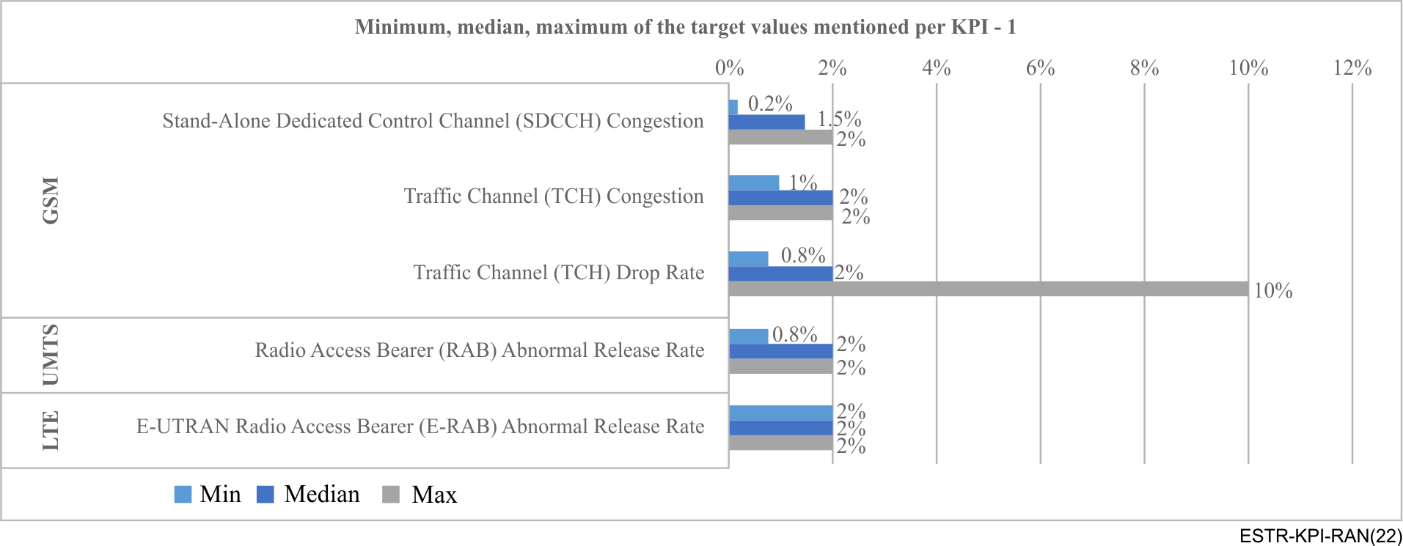 Minimum, median, maximum of the target values mentioned per KPI - 1
0% 2% 4% 6% 8% 10% 12%
GSM
Stand-Alone Dedicated Control Channel (SDCCH) Congestion
0.2%
1.5%
2%
Traffic Channel (TCH) Congestion
1%
2%
2%
Traffic Channel (TCH) Drop Rate
0.8%
2%
10%
UMTS
Radio Access Bearer (RAB) Abnormal Release Rate
0.8%
2%
2%
LTE
E-UTRAN Radio Access Bearer (E-RAB) Abnormal Release Rate
2%
2%
2%
Min Median Max
ESTR-KPI-RAN(22)